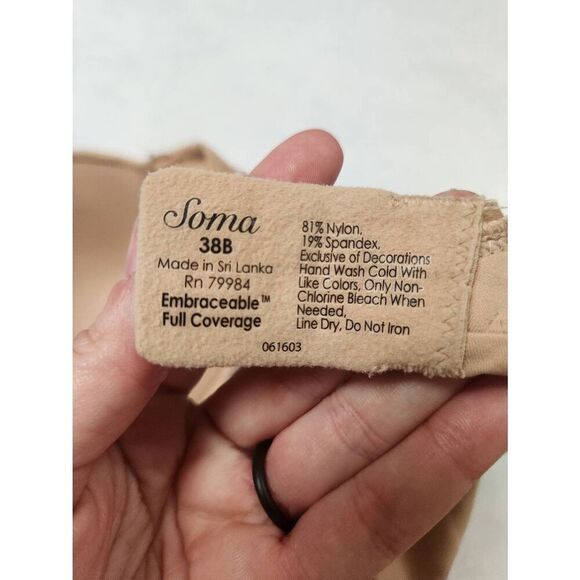 Soma
38B
Made in Sri Lanka
Rn 79984
Embraceable™
Full Coverage
81% Nylon,
19% Spandex,
Exclusive of Decorations
Hand Wash Cold With
Like Colors, Only Non-
Chlorine Bleach When
Needed,
Line Dry, Do Not Iron
061603